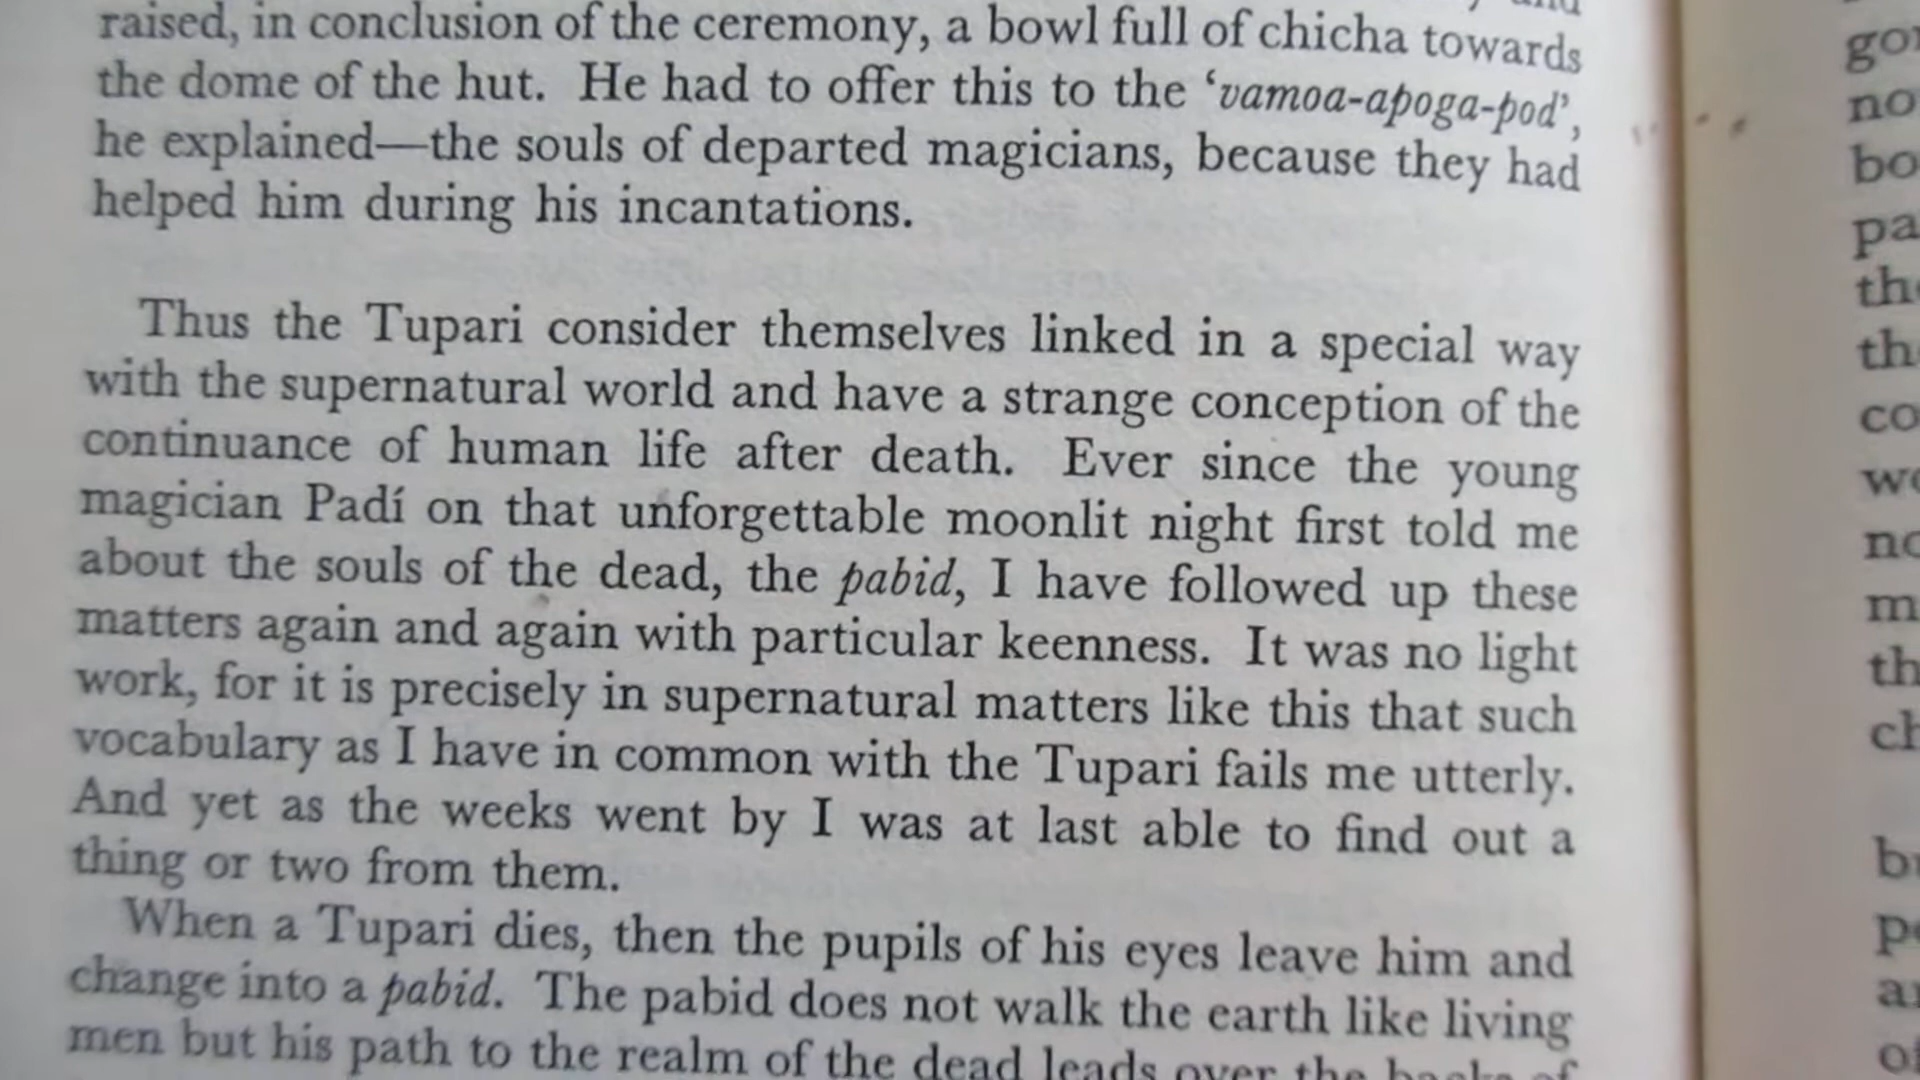 raised, in conclusion of the ceremony, a bowl full of chicha towards
the dome of the hut. He had to offer this to the ‘vamoa-apoga-pod’,
he explained—the souls of departed magicians, because they had
helped him during his incantations.
Thus the Tupari consider themselves linked in a special way
with the supernatural world and have a strange conception of the
continuance of human life after death. Ever since the young
magician Padí on that unforgettable moonlit night first told me
about the souls of the dead, the pabid, I have followed up these
matters again and again with particular keenness. It was no light
work, for it is precisely in supernatural matters like this that such
vocabulary as I have in common with the Tupari fails me utterly.
And yet as the weeks went by I was at last able to find out a
thing or two from them.
When a Tupari dies, then the pupils of his eyes leave him and
change into a pabid. The pabid does not walk the earth like living
men but his path to the realm of the dead leads over the backs of